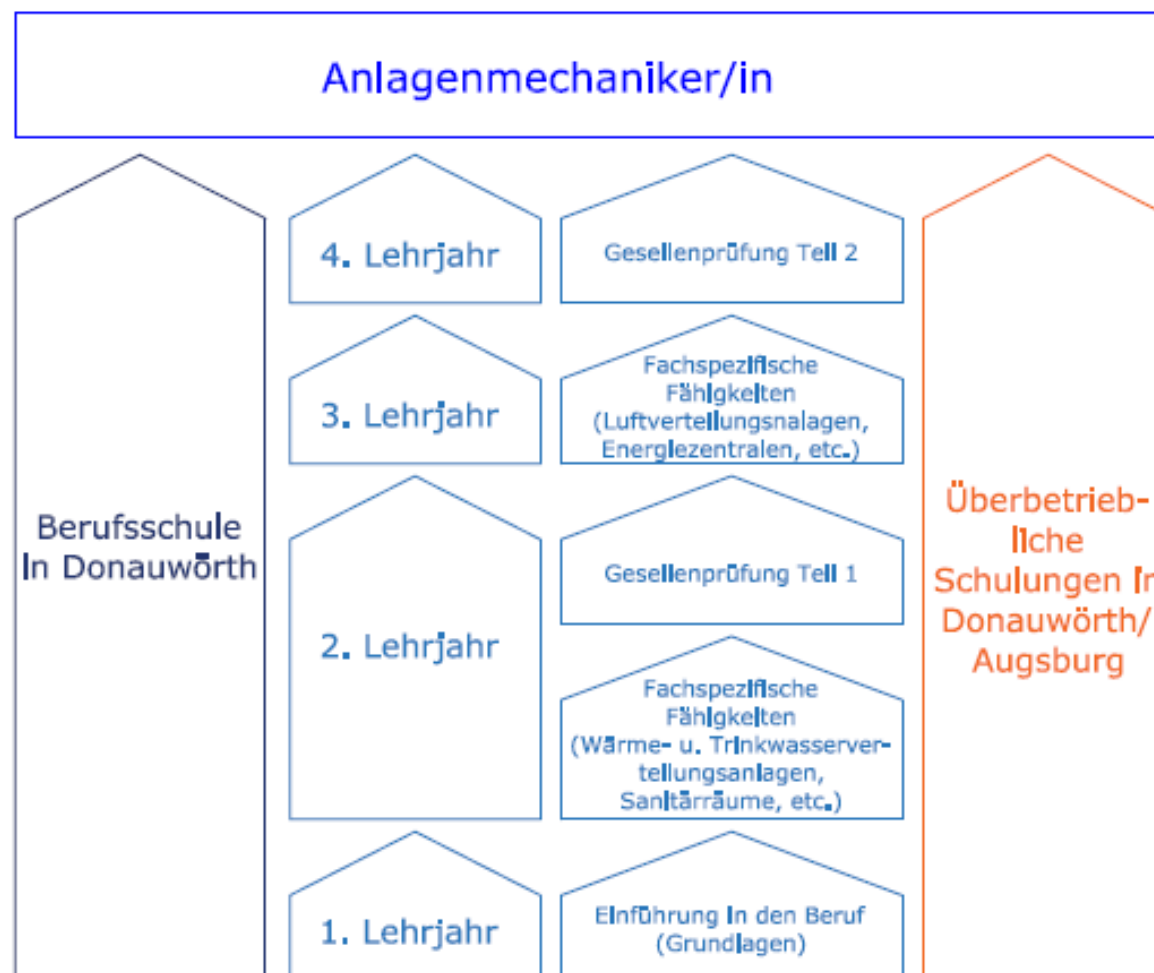 Anlagenmechaniker/in
4. Lehrjahr
Gesellenprüfung Teil 2
3. Lehrjahr
Fachspezifische
Fähigkeiten
(Luftverteilungsnalagen,
Energiezentralen, etc.)
Berufsschule
in Donauwörth
2. Lehrjahr
Gesellenprüfung Teil 1
Fachspezifische
Fähigkeiten
(Wärme- u. Trinkwasserver-
teilungsanlagen,
Sanitärräume, etc.)
Überbetrieb-
liche
Schulungen in
Donauwörth/
Augsburg
1. Lehrjahr
Einführung in den Beruf
(Grundlagen)